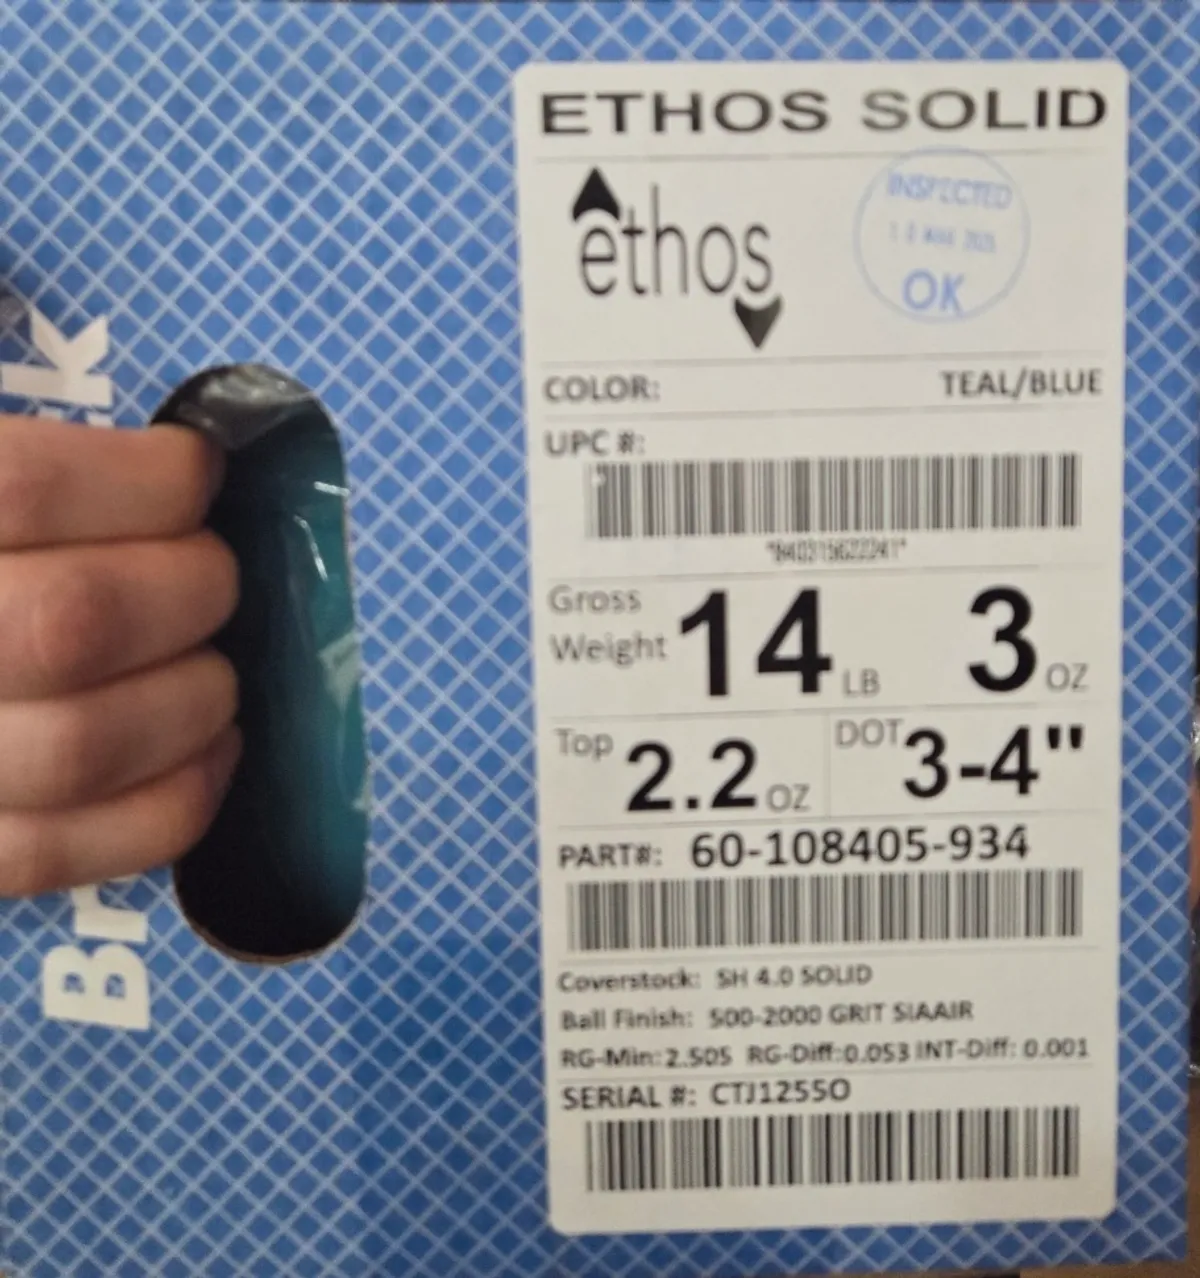 ETHOS SOLID
ethos
INSPECTED
OK
COLOR: TEAL/BLUE
UPC #:
*840315622241*
Gross Weight 14 LB 3 OZ
Top 2.2 OZ DOT 3-4"
PART#: 60-108405-934
Coverstock: SH 4.0 SOLID
Ball Finish: 500-2000 GRIT SIAAIR
RG-Min: 2.505 RG-Diff:0.053 INT-Diff: 0.001
SERIAL #: CTJ1255O